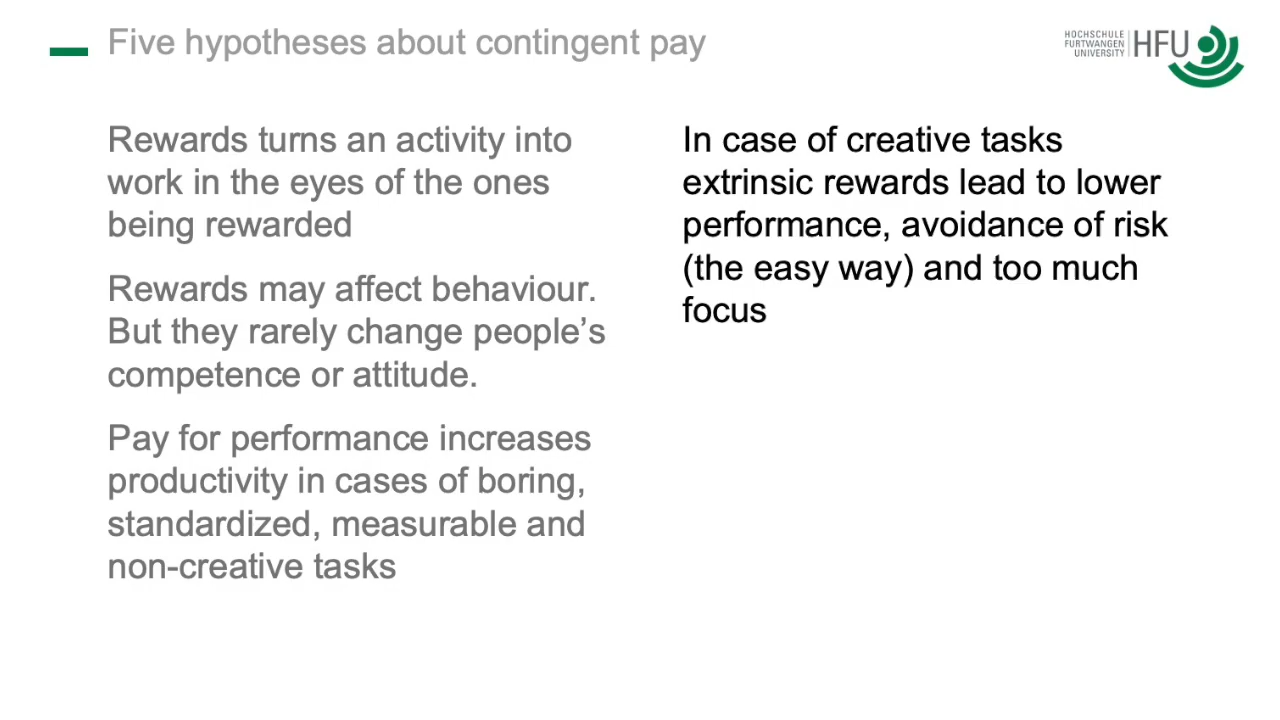 Five hypotheses about contingent pay
HOCHSCHULE
FURTWANGEN
UNIVERSITY
HFU
Rewards turns an activity into
work in the eyes of the ones
being rewarded
Rewards may affect behaviour.
But they rarely change people’s
competence or attitude.
Pay for performance increases
productivity in cases of boring,
standardized, measurable and
non-creative tasks
In case of creative tasks
extrinsic rewards lead to lower
performance, avoidance of risk
(the easy way) and too much
focus